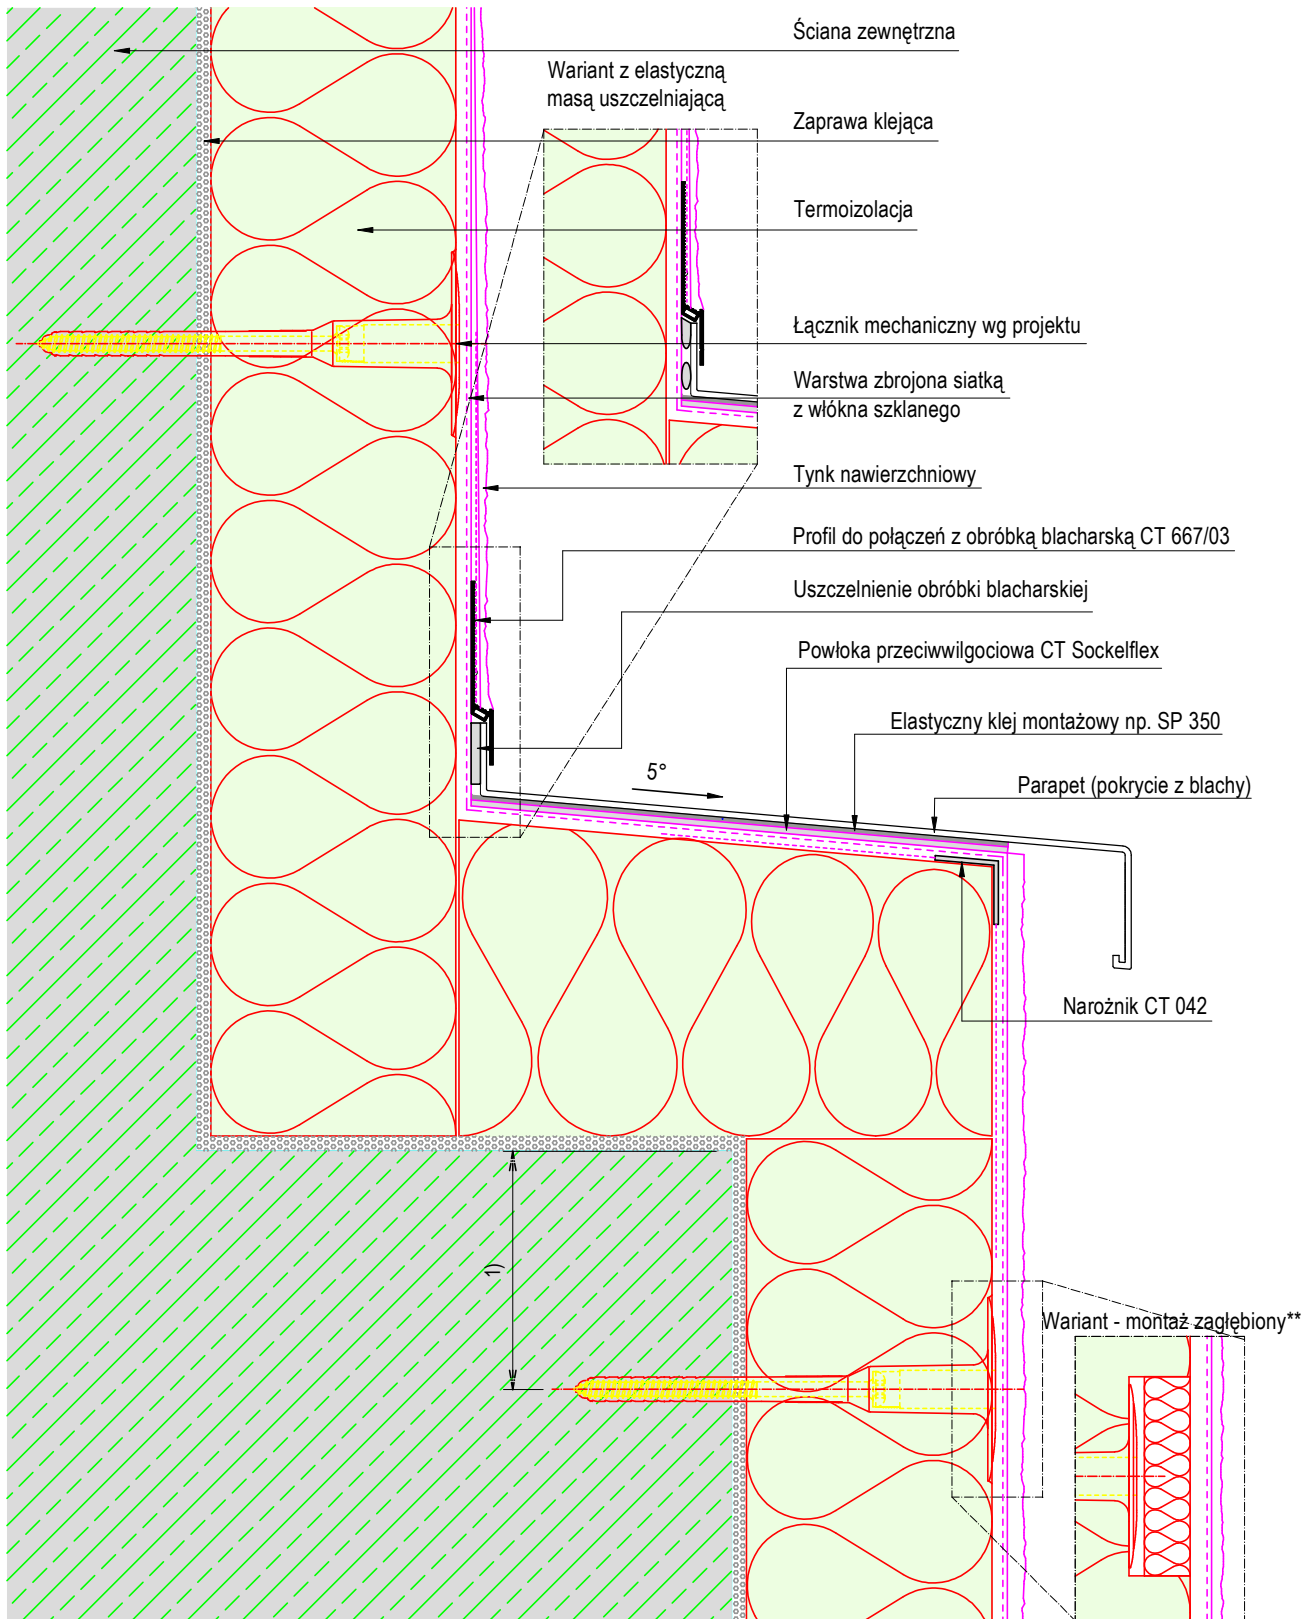 Ściana zewnętrzna
Wariant z elastyczną
masą uszczelniającą
Zaprawa klejąca
Termoizolacja
Łącznik mechaniczny wg projektu
Warstwa zbrojona siatką
z włókna szklanego
Tynk nawierzchniowy
Profil do połączeń z obróbką blacharską CT 667/03
Uszczelnienie obróbki blacharskiej
Powłoka przeciwwilgociowa CT Sockelflex
Elastyczny klej montażowy np. SP 350
5°
Parapet (pokrycie z blachy)
Narożnik CT 042
1)
Wariant - montaż zagłębiony**